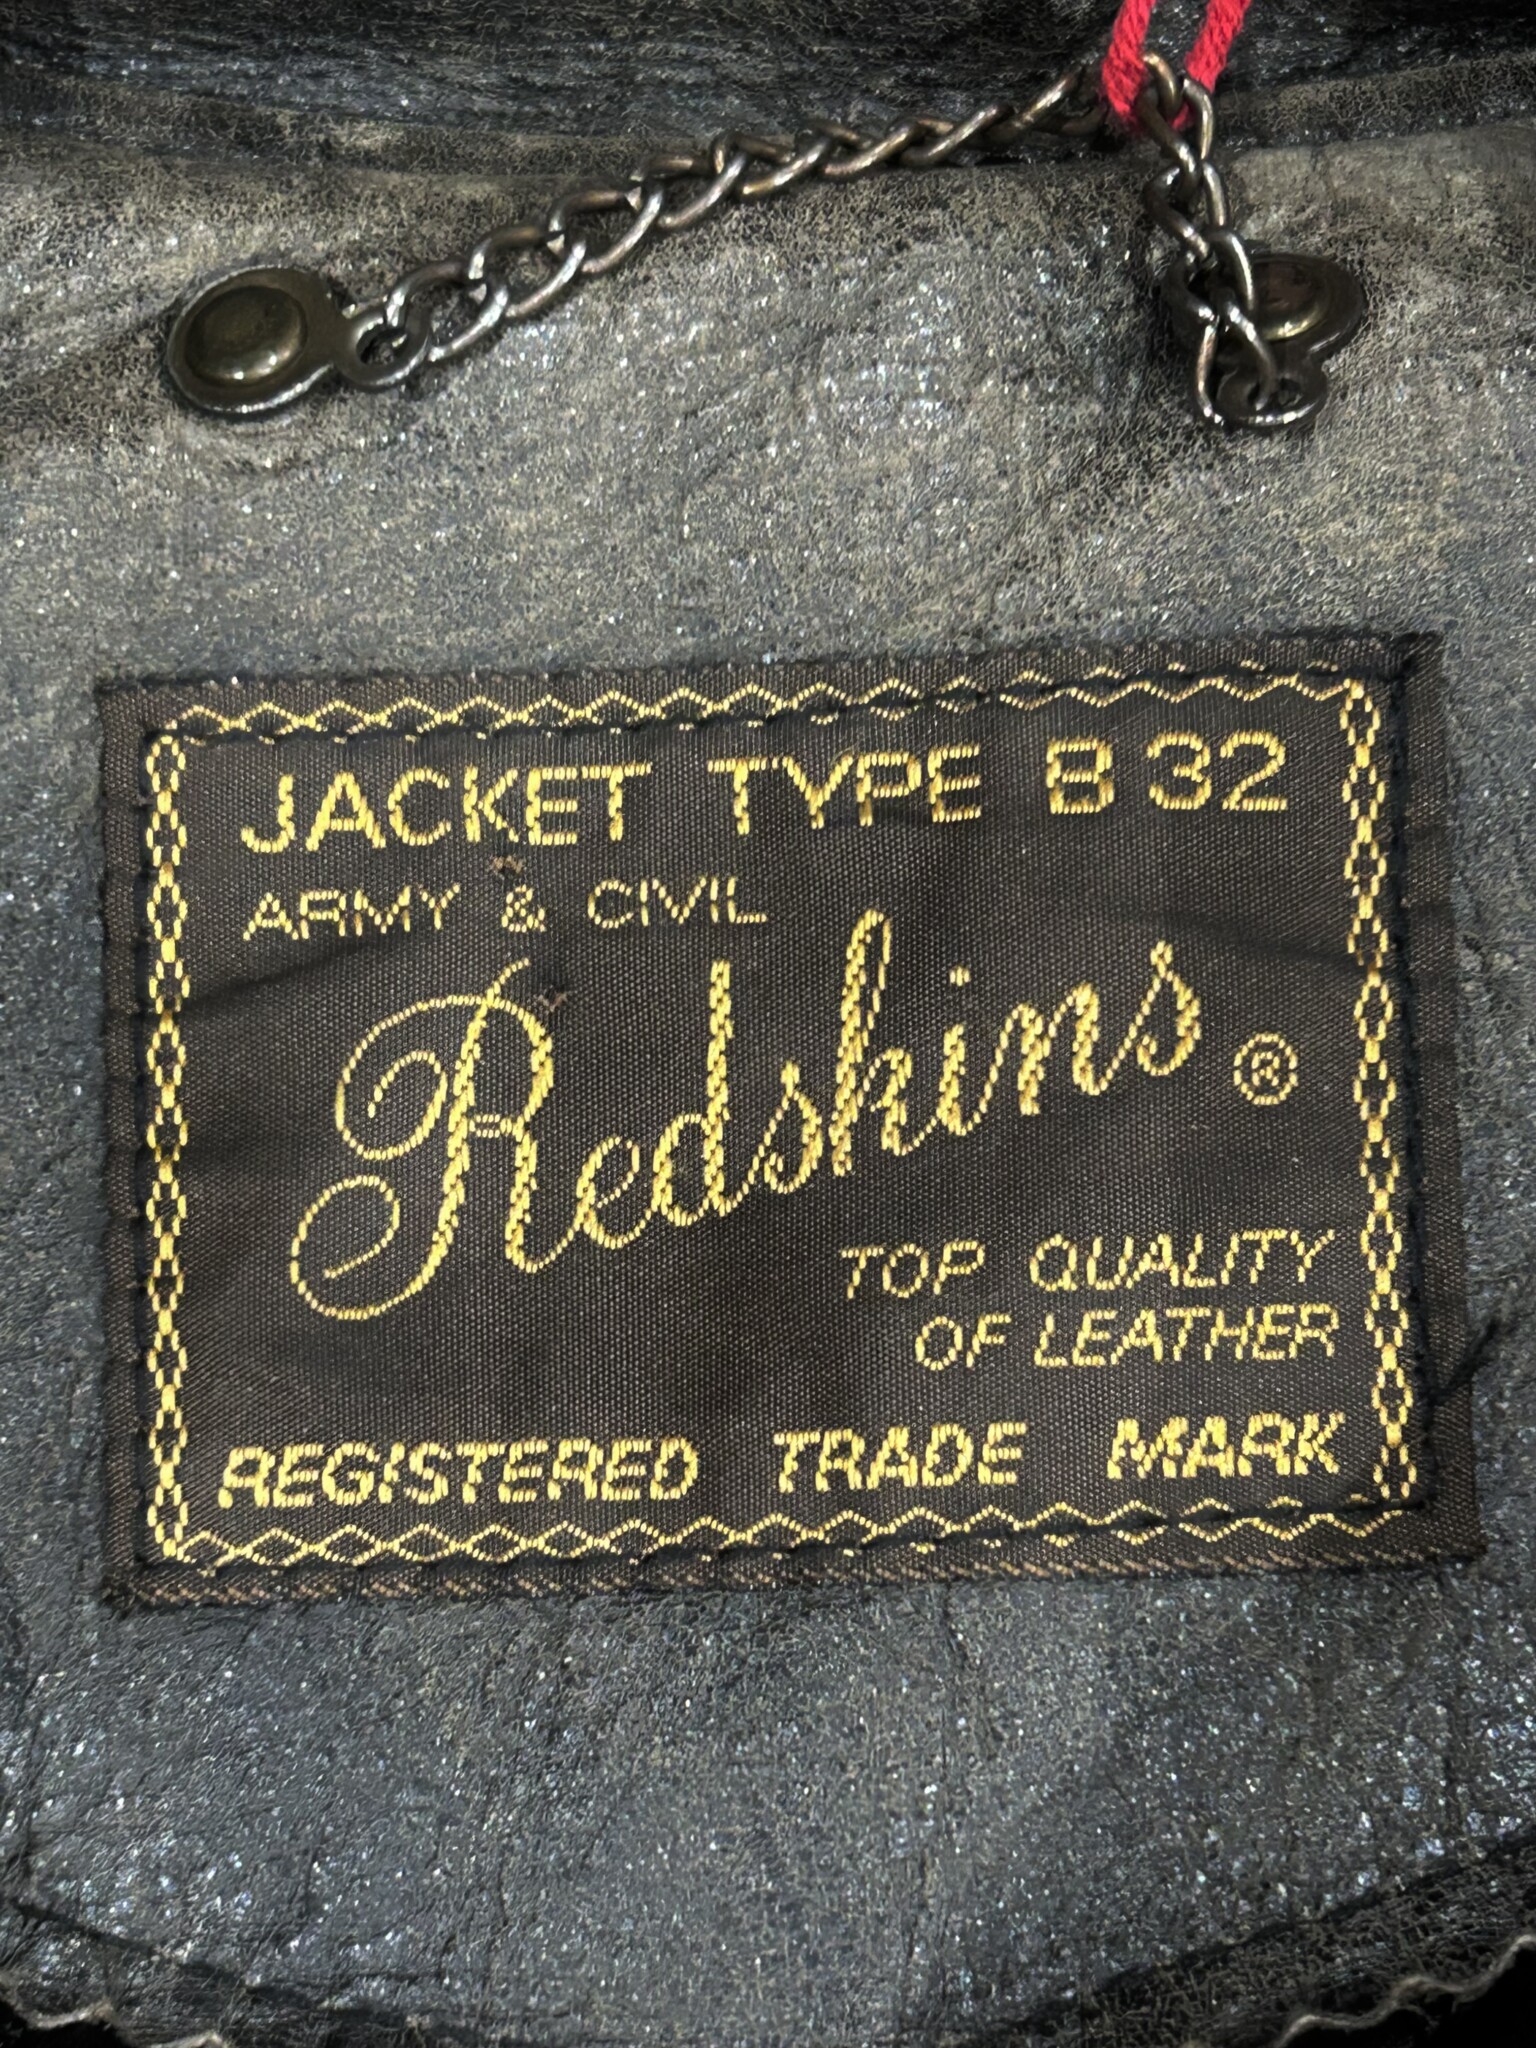 JACKET TYPE B 32
ARMY & CIVIL
Redskins ®
TOP QUALITY
OF LEATHER
REGISTERED TRADE MARK